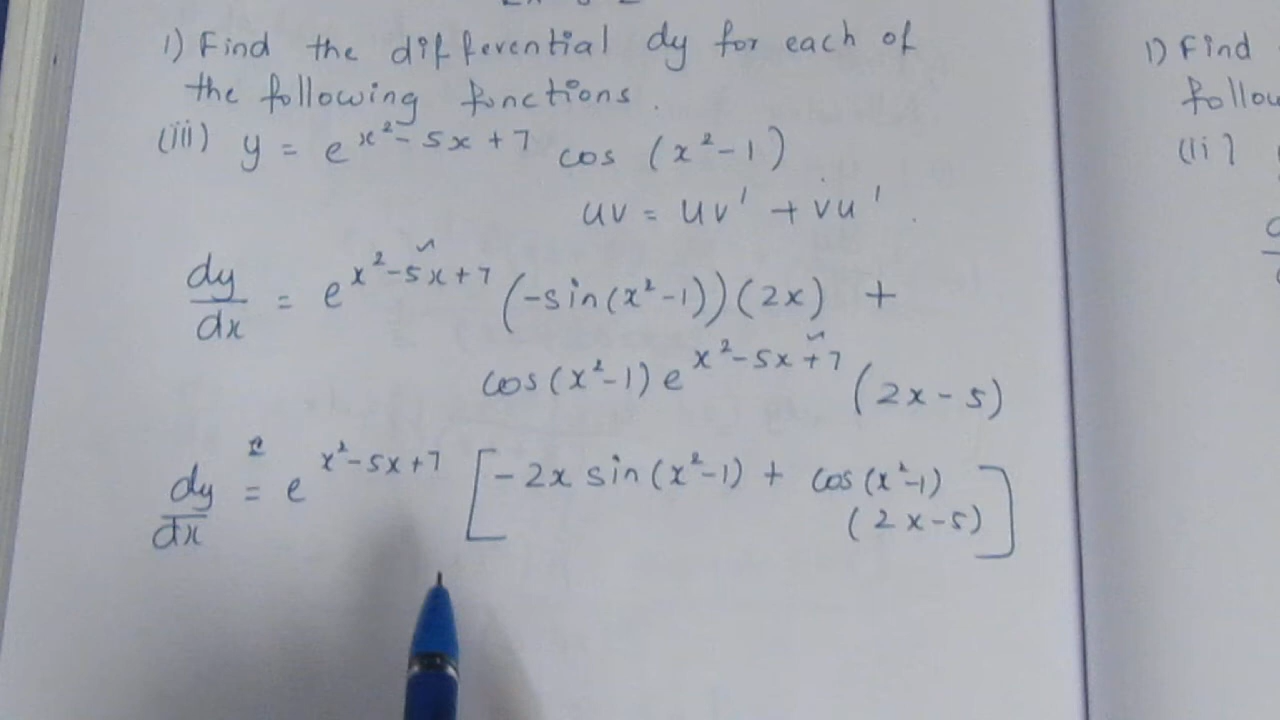 1) Find the differential dy for each of
the following functions.
(iii) y = e^{x²-5x+7} cos (x²-1)
uv = uv' + vu'.
dy/dx = e^{x²-5x+7} (-sin(x²-1))(2x) +
cos(x²-1) e^{x²-5x+7} (2x-5)
dy/dx = e^{x²-5x+7} [-2x sin(x²-1) + cos(x²-1)
(2x-5)]
1) Find
(ii)